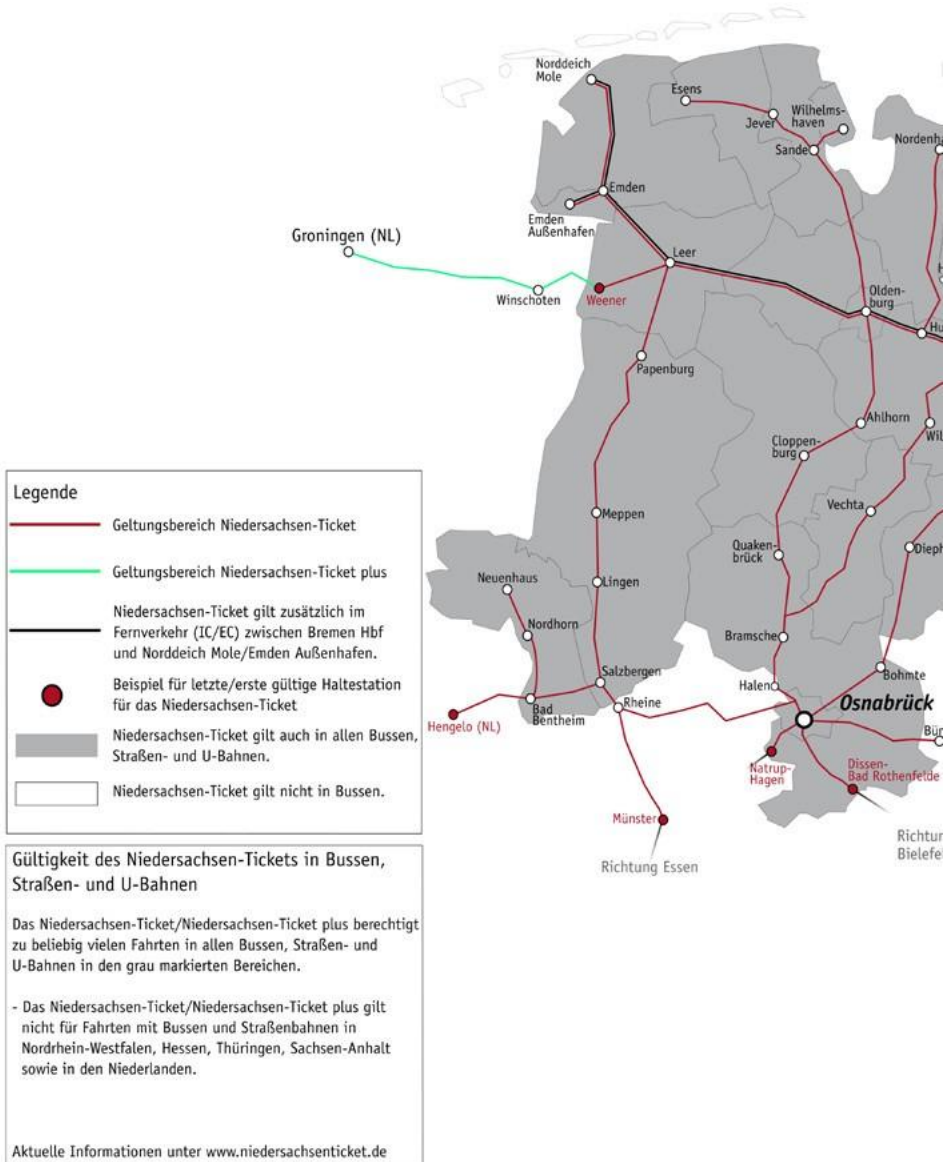 Norddeich
Mole
Esens
Jever
Wilhelms-
haven
Sande
Emden
Emden
Außenhafen
Groningen (NL)
Leer
Winschoten
Weener
Olden-
burg
Papenburg
Ahlhorn
Cloppen-
burg
Vechta
Meppen
Quaken-
brück
Lingen
Neuenhaus
Nordhorn
Bramsche
Salzbergen
Halen
Bohmte
Rheine
Osnabrück
Hengelo (NL)
Bad
Bentheim
Natrup-
Hagen
Dissen-
Bad Rothenfelde
Münster
Richtung Essen
Legende
Geltungsbereich Niedersachsen-Ticket
Geltungsbereich Niedersachsen-Ticket plus
Niedersachsen-Ticket gilt zusätzlich im
Fernverkehr (IC/EC) zwischen Bremen Hbf
und Norddeich Mole/Emden Außenhafen.
Beispiel für letzte/erste gültige Haltestation
für das Niedersachsen-Ticket
Niedersachsen-Ticket gilt auch in allen Bussen,
Straßen- und U-Bahnen.
Niedersachsen-Ticket gilt nicht in Bussen.
Gültigkeit des Niedersachsen-Tickets in Bussen,
Straßen- und U-Bahnen
Das Niedersachsen-Ticket/Niedersachsen-Ticket plus berechtigt
zu beliebig vielen Fahrten in allen Bussen, Straßen- und
U-Bahnen in den grau markierten Bereichen.
- Das Niedersachsen-Ticket/Niedersachsen-Ticket plus gilt
nicht für Fahrten mit Bussen und Straßenbahnen in
Nordrhein-Westfalen, Hessen, Thüringen, Sachsen-Anhalt
sowie in den Niederlanden.
Aktuelle Informationen unter www.niedersachsenticket.de